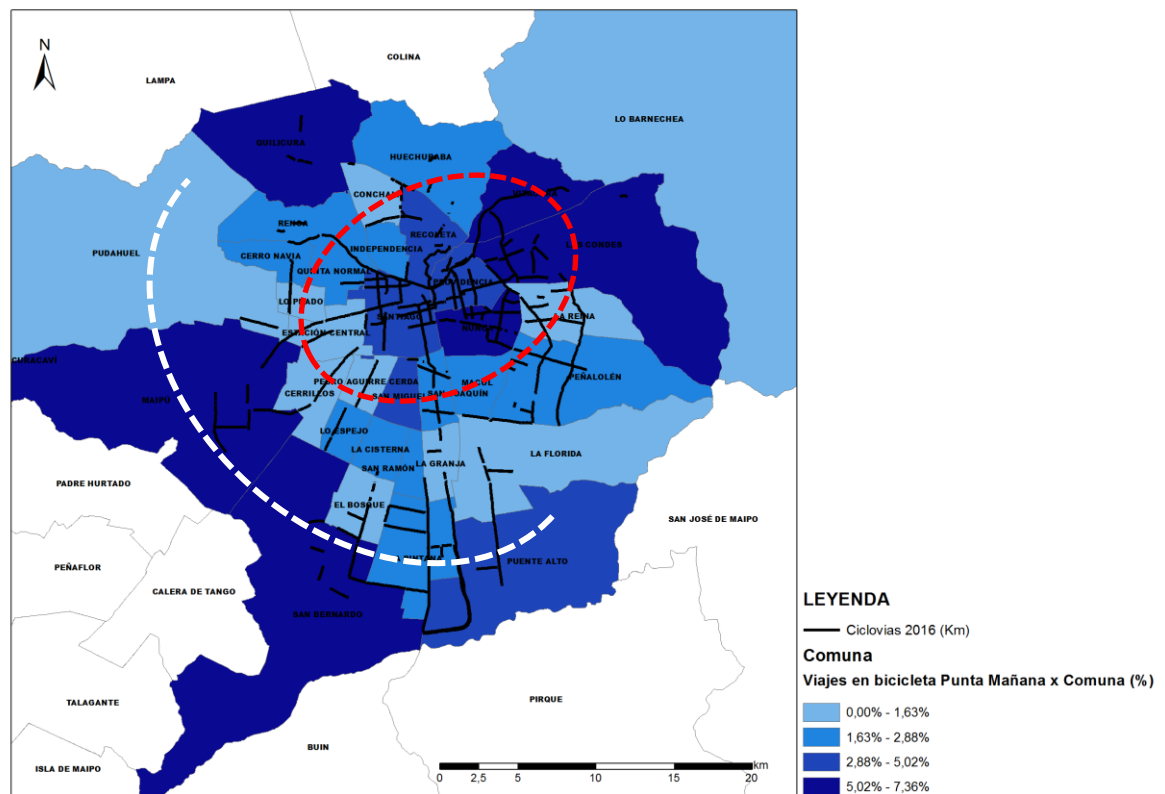 N
COLINA
LAMPA
LO BARNECHEA
QUILICURA
HUECHURABA
CONCHALÍ
RENCA
RECOLETA
LAS CONDES
INDEPENDENCIA
PUDAHUEL
CERRO NAVIA
QUINTA NORMAL
PROVIDENCIA
LO PRADO
SANTIAGO
LA REINA
ÑUÑOA
ESTACIÓN CENTRAL
CURACAVÍ
PEDRO AGUIRRE CERDA
MACUL
PEÑALOLÉN
MAIPÚ
CERRILLOS
SAN MIGUEL
SAN JOAQUÍN
LO ESPEJO
LA CISTERNA
LA FLORIDA
SAN RAMÓN
LA GRANJA
PADRE HURTADO
EL BOSQUE
SAN JOSÉ DE MAIPO
LA PINTANA
PUENTE ALTO
PEÑAFLOR
CALERA DE TANGO
SAN BERNARDO
TALAGANTE
PIRQUE
BUIN
ISLA DE MAIPO
km
0 2,5 5 10 15 20
LEYENDA
Ciclovias 2016 (Km)
Comuna
Viajes en bicicleta Punta Mañana x Comuna (%)
0,00% - 1,63%
1,63% - 2,88%
2,88% - 5,02%
5,02% - 7,36%